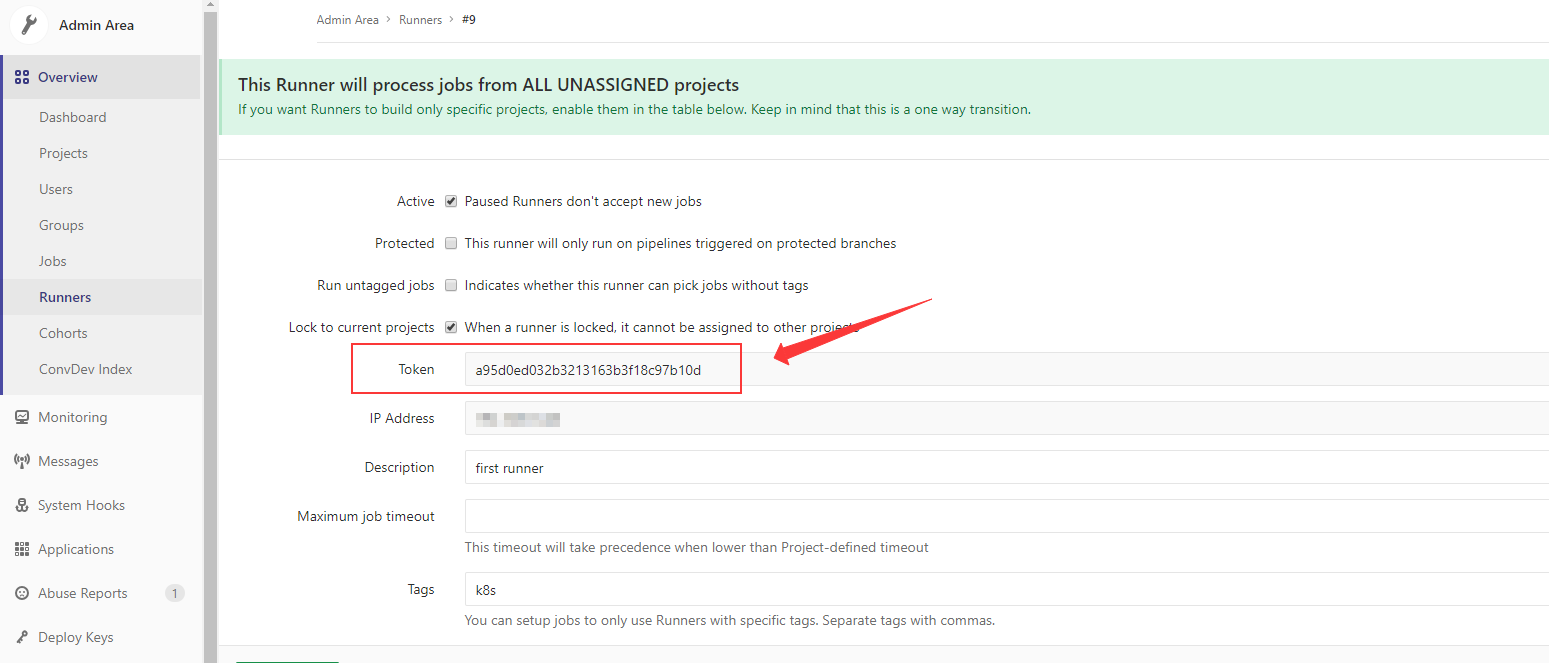 Admin Area
Admin Area > Runners > #9
Overview
Dashboard
Projects
Users
Groups
Jobs
Runners
Cohorts
ConvDev Index
Monitoring
Messages
System Hooks
Applications
Abuse Reports 1
Deploy Keys
This Runner will process jobs from ALL UNASSIGNED projects
If you want Runners to build only specific projects, enable them in the table below. Keep in mind that this is a one way transition.
Active Paused Runners don't accept new jobs
Protected This runner will only run on pipelines triggered on protected branches
Run untagged jobs Indicates whether this runner can pick jobs without tags
Lock to current projects When a runner is locked, it cannot be assigned to other projects
Token a95d0ed032b3213163b3f18c97b10d
IP Address
Description first runner
Maximum job timeout
This timeout will take precedence when lower than Project-defined timeout
Tags k8s
You can setup jobs to only use Runners with specific tags. Separate tags with commas.